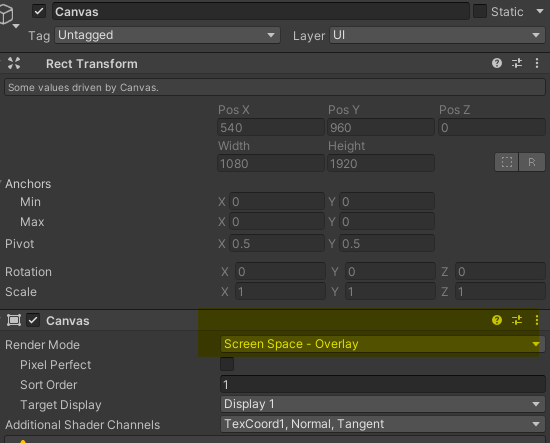 Canvas Static
Tag Untagged Layer UI
Rect Transform
Some values driven by Canvas.
Pos X Pos Y Pos Z
540 960 0
Width Height
1080 1920
R
Anchors
Min X 0 Y 0
Max X 0 Y 0
Pivot X 0.5 Y 0.5
Rotation X 0 Y 0 Z 0
Scale X 1 Y 1 Z 1
Canvas
Render Mode Screen Space - Overlay
Pixel Perfect
Sort Order 1
Target Display Display 1
Additional Shader Channels TexCoord1, Normal, Tangent